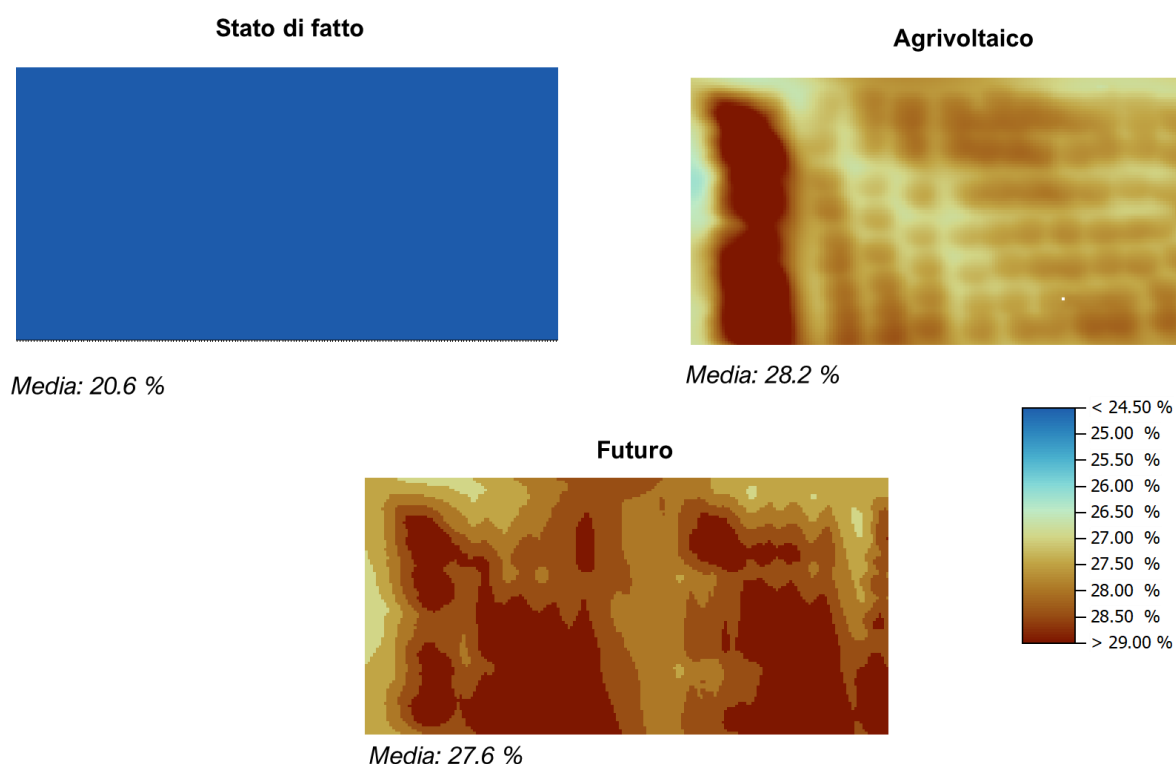 Stato di fatto
Agrivoltaico
Media: 20.6 %
Media: 28.2 %
< 24.50 %
25.00 %
25.50 %
26.00 %
26.50 %
27.00 %
27.50 %
28.00 %
28.50 %
> 29.00 %
Futuro
Media: 27.6 %